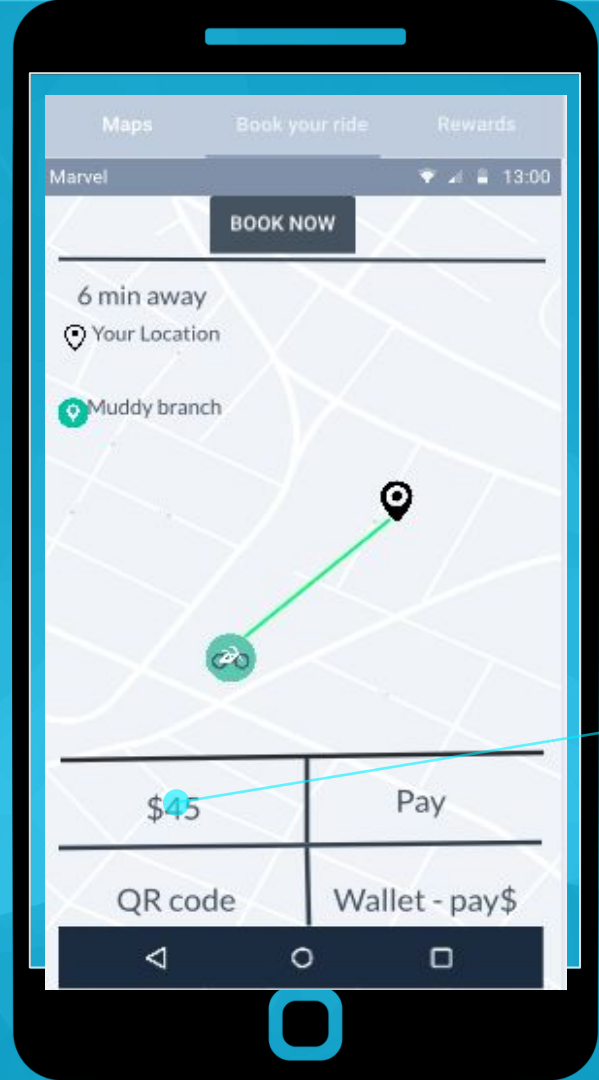 Maps Book your ride Rewards
Marvel 13:00
BOOK NOW
6 min away
Your Location
Muddy branch
$45 Pay
QR code Wallet - pay$